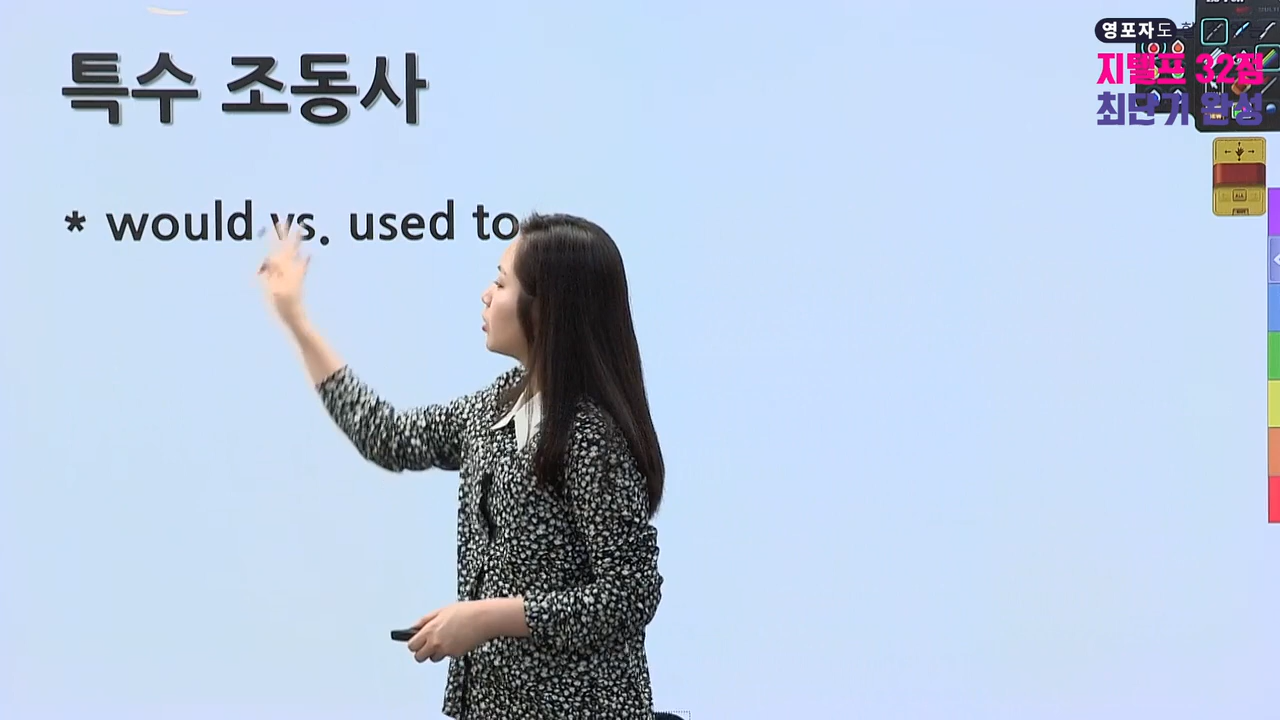 특수 조동사
* would vs. used to
영포자도
지텔프 32점
최단기 완성